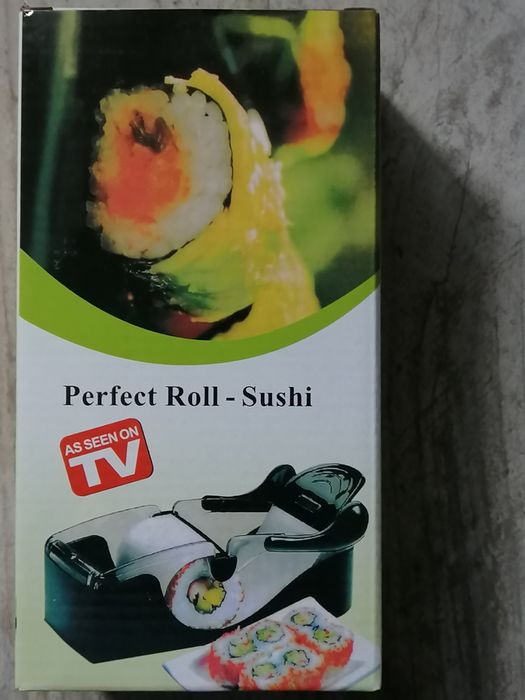 Perfect Roll - Sushi
AS SEEN ON
TV